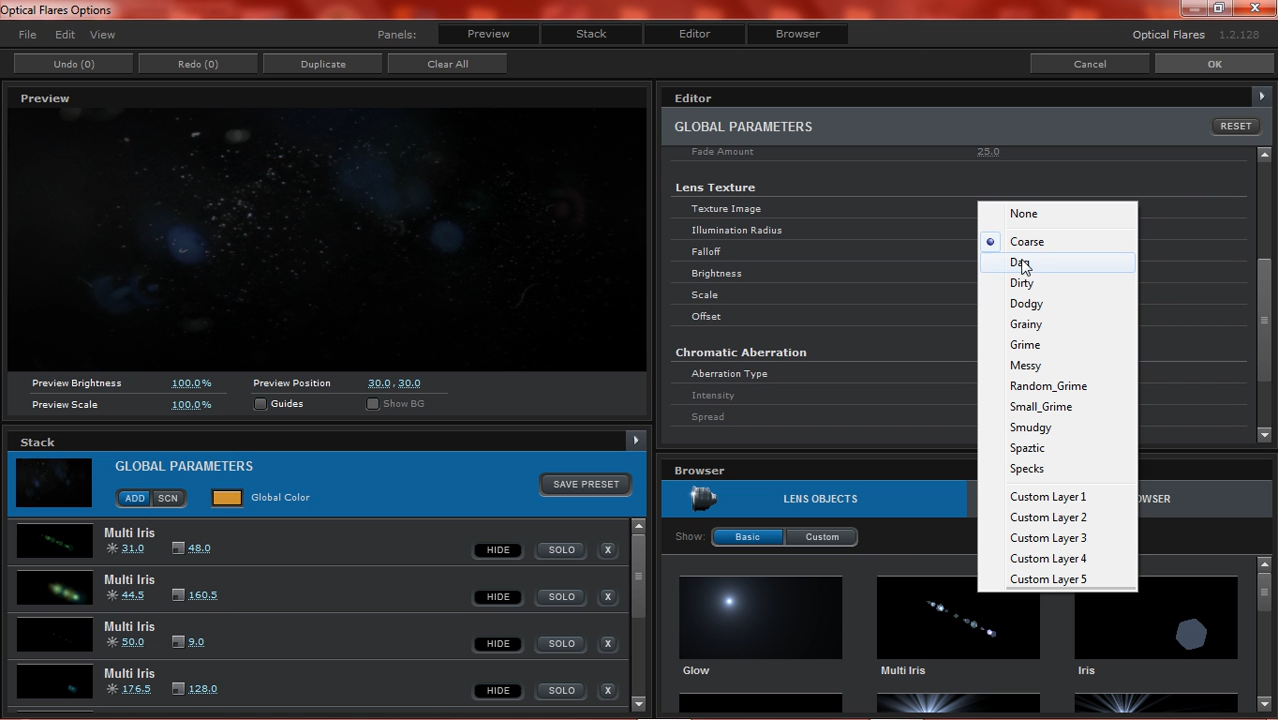 Optical Flares Options
File Edit View Panels: Preview Stack Editor Browser Optical Flares 1.2.128
Undo (0) Redo (0) Duplicate Clear All Cancel OK
Preview
Preview Brightness 100.0% Preview Position 30.0 , 30.0
Preview Scale 100.0% Guides Show BG
Stack
GLOBAL PARAMETERS
ADD SCN Global Color SAVE PRESET
Multi Iris
31.0 48.0 HIDE SOLO X
Multi Iris
44.5 160.5 HIDE SOLO X
Multi Iris
50.0 9.0 HIDE SOLO X
Multi Iris
176.5 128.0 HIDE SOLO X
Editor
GLOBAL PARAMETERS RESET
Fade Amount 25.0
Lens Texture
Texture Image
Illumination Radius
Falloff
Brightness
Scale
Offset
Chromatic Aberration
Aberration Type
Intensity
Spread
None
Coarse
Dirty
Dodgy
Grainy
Grime
Messy
Random_Grime
Small_Grime
Smudgy
Spaztic
Specks
Custom Layer 1
Custom Layer 2
Custom Layer 3
Custom Layer 4
Custom Layer 5
Browser
LENS OBJECTS
Show: Basic Custom
Glow Multi Iris Iris